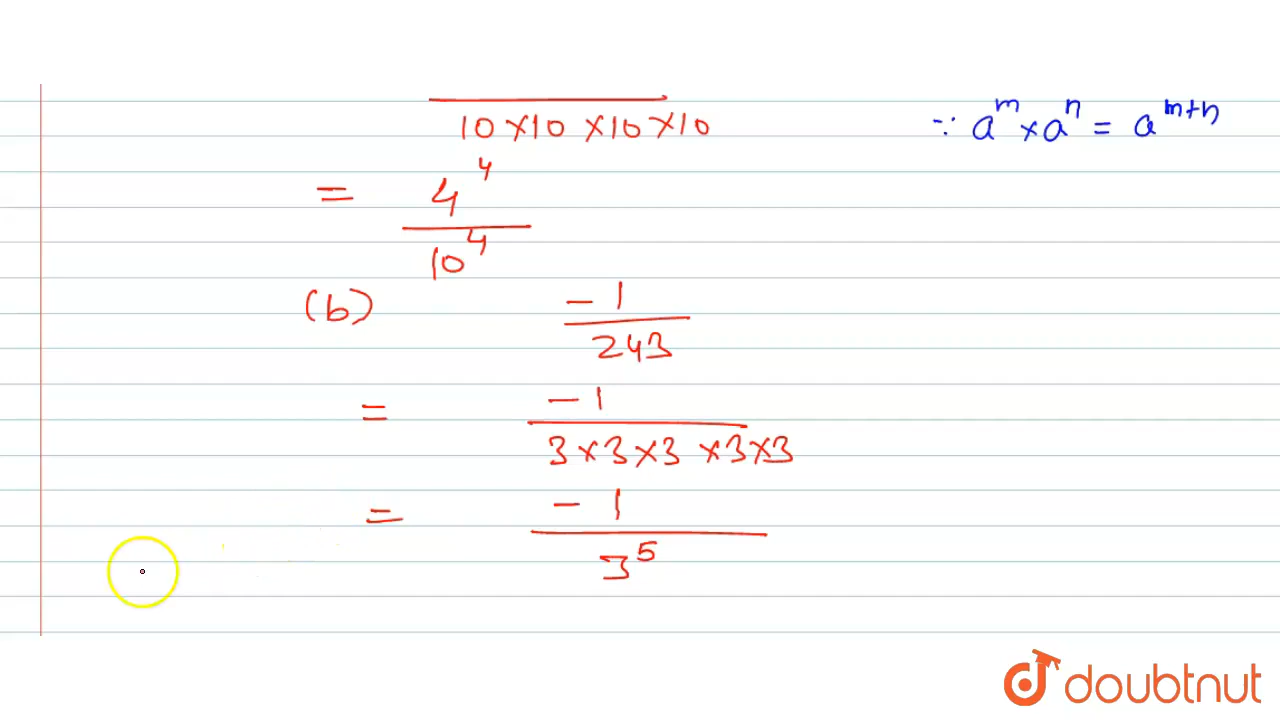 10 × 10 × 10 × 10
∵ a^m × a^n = a^{m+n}
= 4^4
10^4
(b) -1
243
= -1
3 × 3 × 3 × 3 × 3
= -1
3^5
doubtnut